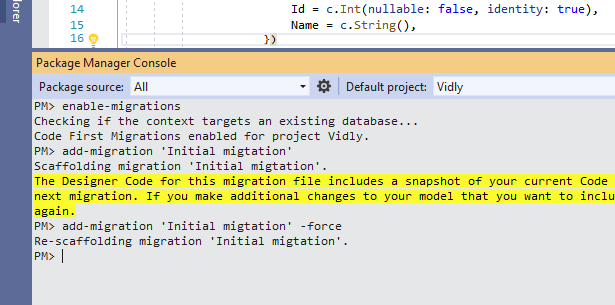 orer
14 Id = c.Int(nullable: false, identity: true),
15 Name = c.String(),
16 })
Package Manager Console
Package source: All Default project: Vidly
PM> enable-migrations
Checking if the context targets an existing database...
Code First Migrations enabled for project Vidly.
PM> add-migration 'Initial migtation'
Scaffolding migration 'Initial migtation'.
The Designer Code for this migration file includes a snapshot of your current Code
next migration. If you make additional changes to your model that you want to inclu
again.
PM> add-migration 'Initial migtation' -force
Re-scaffolding migration 'Initial migtation'.
PM>